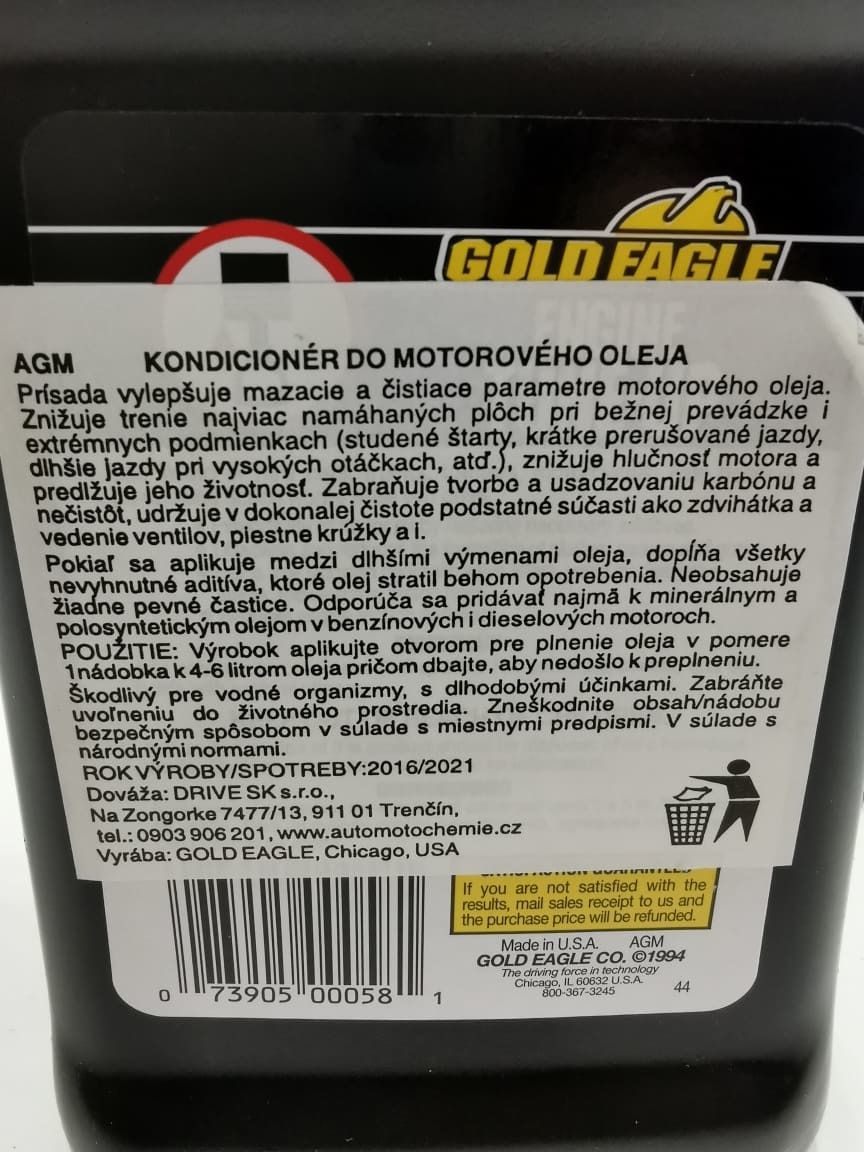 GOLD EAGLE
ENGINE
AGM KONDICIONÉR DO MOTOROVÉHO OLEJA
Prísada vylepšuje mazacie a čistiace parametre motorového oleja.
Znižuje trenie najviac namáhaných plôch pri bežnej prevádzke i
extrémnych podmienkach (studené štarty, krátke prerušované jazdy,
dlhšie jazdy pri vysokých otáčkach, atď.), znižuje hlučnosť motora a
predlžuje jeho životnosť. Zabraňuje tvorbe a usadzovaniu karbónu a
nečistôt, udržuje v dokonalej čistote podstatné súčasti ako zdvihátka a
vedenie ventilov, piestne krúžky a i.
Pokiaľ sa aplikuje medzi dlhšími výmenami oleja, dopĺňa všetky
nevyhnutné aditíva, ktoré olej stratil behom opotrebenia. Neobsahuje
žiadne pevné častice. Odporúča sa pridávať najmä k minerálnym a
polosyntetickým olejom v benzínových i dieselových motoroch.
POUŽITIE: Výrobok aplikujte otvorom pre plnenie oleja v pomere
1nádobka k 4-6 litrom oleja pričom dbajte, aby nedošlo k preplneniu.
Škodlivý pre vodné organizmy, s dlhodobými účinkami. Zabráňte
uvoľneniu do životného prostredia. Zneškodnite obsah/nádobu
bezpečným spôsobom v súlade s miestnymi predpismi. V súlade s
národnými normami.
ROK VÝROBY/SPOTREBY:2016/2021
Dováža: DRIVE SK s.r.o.,
Na Zongorke 7477/13, 911 01 Trenčín,
tel.: 0903 906 201, www.automotochemie.cz
Vyrába: GOLD EAGLE, Chicago, USA
If you are not satisfied with the
results, mail sales receipt to us and
the purchase price will be refunded.
Made in U.S.A. AGM
GOLD EAGLE CO. ©1994
The driving force in technology
Chicago, IL 60632 U.S.A.
800-367-3245 44
0 73905 00058 1